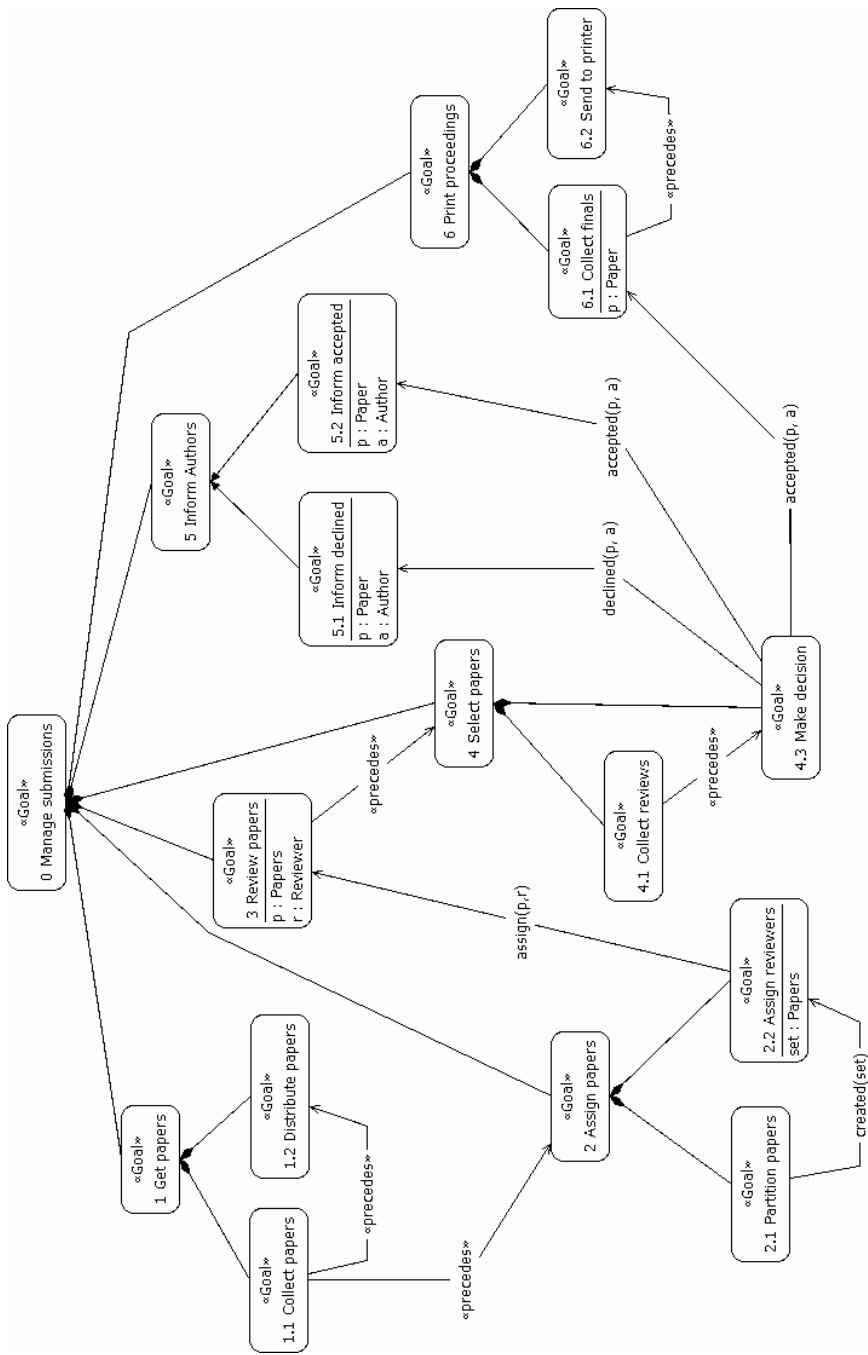 «Goal»
0 Manage submissions
«Goal»
1 Get papers
«Goal»
1.1 Collect papers
«Goal»
1.2 Distribute papers
«precedes»
«precedes»
«Goal»
2 Assign papers
«Goal»
2.1 Partition papers
«Goal»
2.2 Assign reviewers
set : Papers
created(set)
assign(p,r)
«Goal»
3 Review papers
p : Papers
r : Reviewer
«precedes»
«Goal»
4 Select papers
«Goal»
4.1 Collect reviews
«precedes»
«Goal»
4.3 Make decision
declined(p, a)
accepted(p, a)
accepted(p, a)
«Goal»
5 Inform Authors
«Goal»
5.1 Inform declined
p : Paper
a : Author
«Goal»
5.2 Inform accepted
p : Paper
a : Author
«Goal»
6 Print proceedings
«Goal»
6.1 Collect finals
p : Paper
«Goal»
6.2 Send to printer
«precedes»